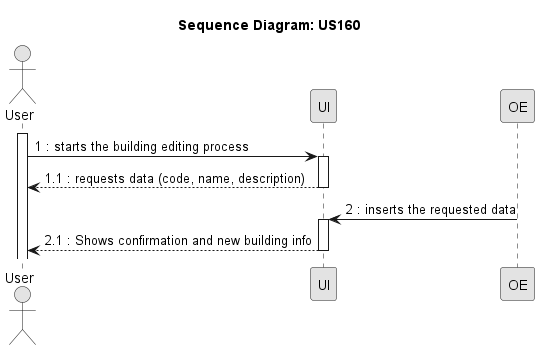 Sequence Diagram: US160
User
UI
OE
1 : starts the building editing process
1.1 : requests data (code, name, description)
2 : inserts the requested data
2.1 : Shows confirmation and new building info
User
UI
OE